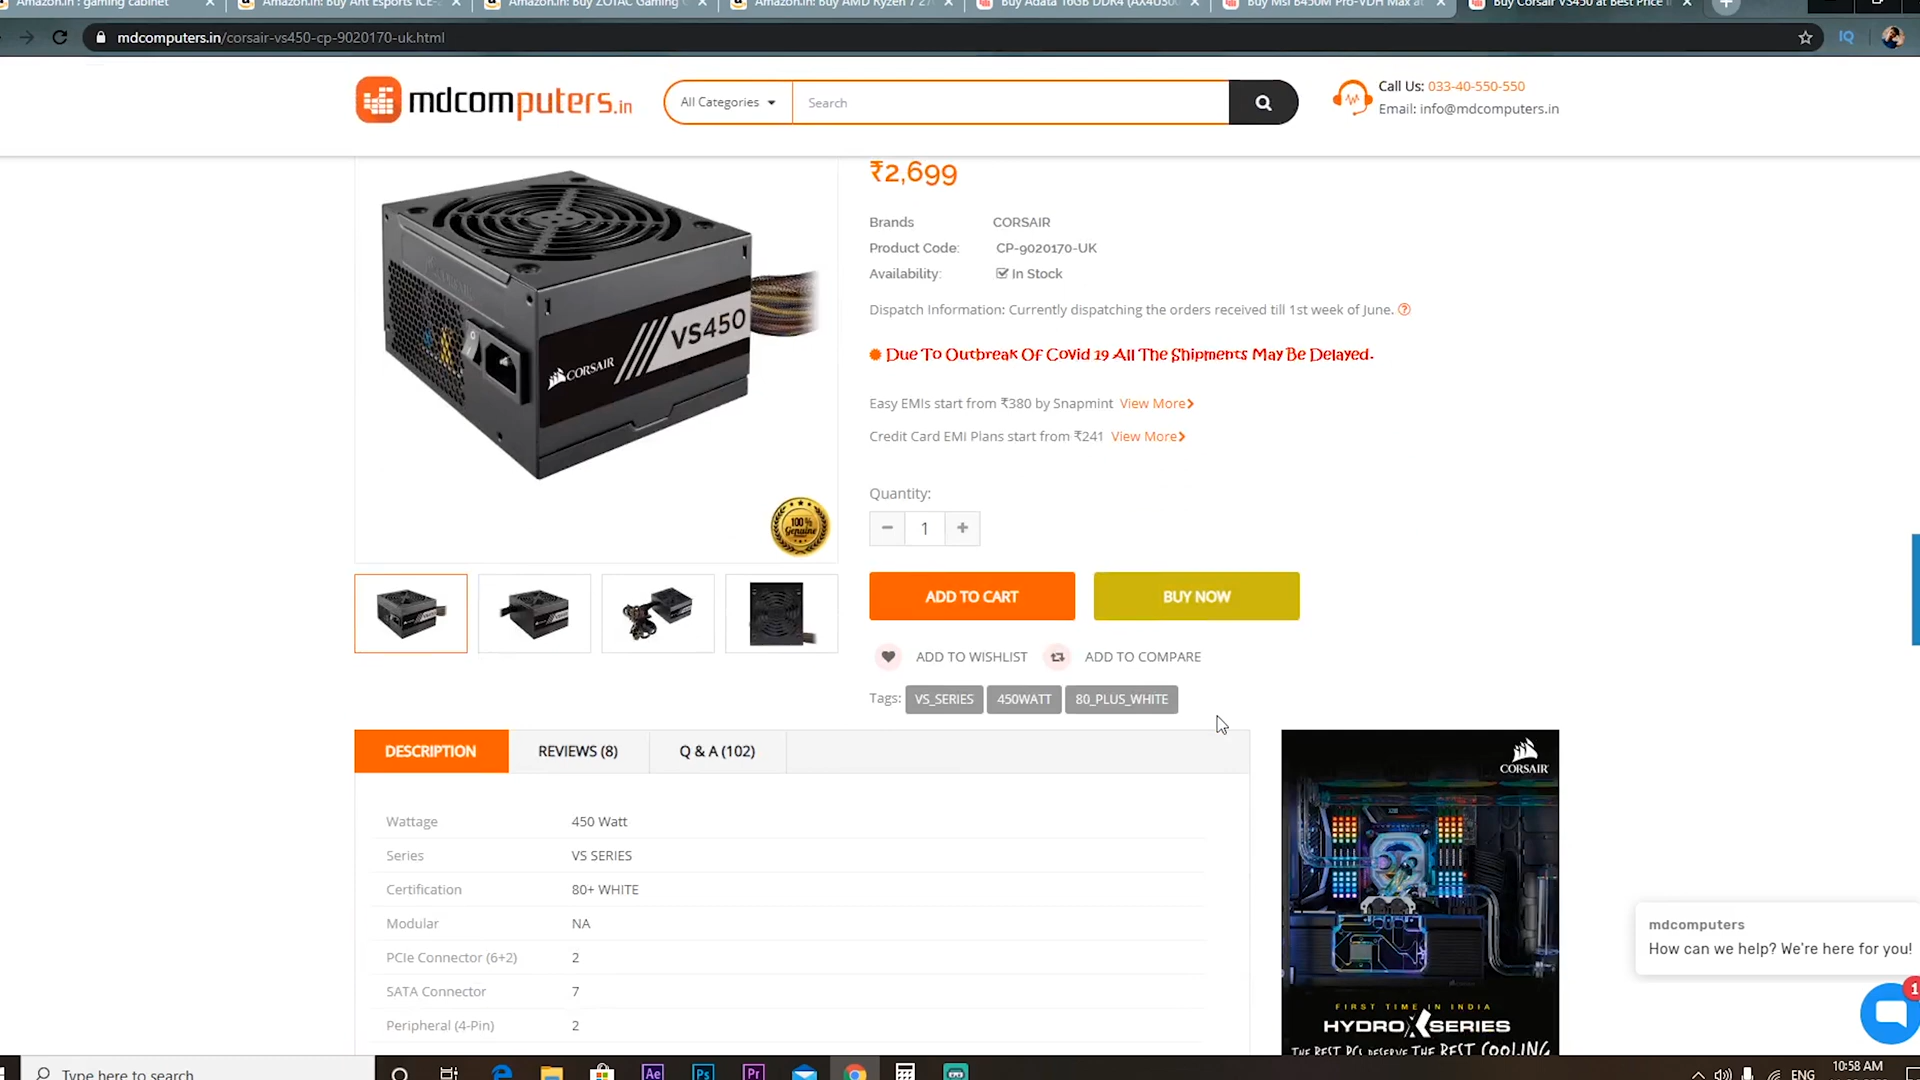 Amazon.in : gaming cabinet
Amazon.in: Buy Ant Esports ICE-
Amazon.in: Buy ZOTAC Gaming
Amazon.in: Buy AMD Ryzen 7 27
Buy Adata 16GB DDR4 (AX4U300
Buy Msi B450M Pro-VDH Max at
Buy Corsair VS450 at Best Price I
mdcomputers.in/corsair-vs450-cp-9020170-uk.html
IQ
mdcomputers.in
All Categories
Search
Call Us: 033-40-550-550
Email: info@mdcomputers.in
₹2,699
Brands CORSAIR
Product Code: CP-9020170-UK
Availability: In Stock
Dispatch Information: Currently dispatching the orders received till 1st week of June.
Due To Outbreak Of Covid 19 All The Shipments May Be Delayed.
Easy EMIs start from ₹380 by Snapmint View More
Credit Card EMI Plans start from ₹241 View More
VS450
CORSAIR
100%
Genuine
Quantity:
1
ADD TO CART
BUY NOW
ADD TO WISHLIST
ADD TO COMPARE
Tags: VS_SERIES 450WATT 80_PLUS_WHITE
DESCRIPTION
REVIEWS (8)
Q & A (102)
Wattage 450 Watt
Series VS SERIES
Certification 80+ WHITE
Modular NA
PCIe Connector (6+2) 2
SATA Connector 7
Peripheral (4-Pin) 2
CORSAIR
FIRST TIME IN INDIA
HYDRO X SERIES
THE BEST PCs DESERVE THE BEST COOLING
mdcomputers
How can we help? We're here for you!
1
Type here to search
Ae
Ps
Pr
ENG
10:58 AM